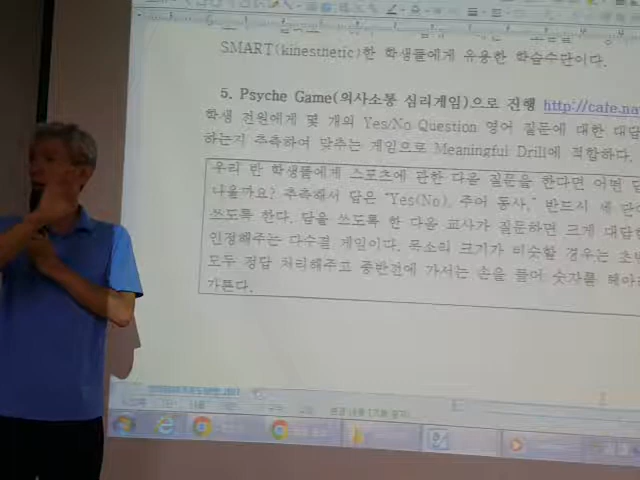 SMART(kinesthetic)한 학생들에게 유용한 학습수단이다.
5. Psyche Game(의사소통 심리게임)으로 진행 http://cafe.na
학생 전원에게 몇 개의 Yes/No Question 영어 질문에 대한 대답
하는지 추측하여 맞추는 게임으로 Meaningful Drill에 적합하다.
우리 반 학생들에게 스포츠에 관한 다음 질문을 한다면 어떤 답
나올까요? 추측해서 답은 "Yes(No), 주어 동사." 반드시 세 단
쓰도록 한다. 답을 쓰도록 한 다음 교사가 질문하면 크게 대답
인정해주는 다수결 게임이다. 목소의 크기가 비슷할 경우는 초
모두 정답 처리해주고 중반전에 가서는 손을 들어 숫자를 헤아
가른다.